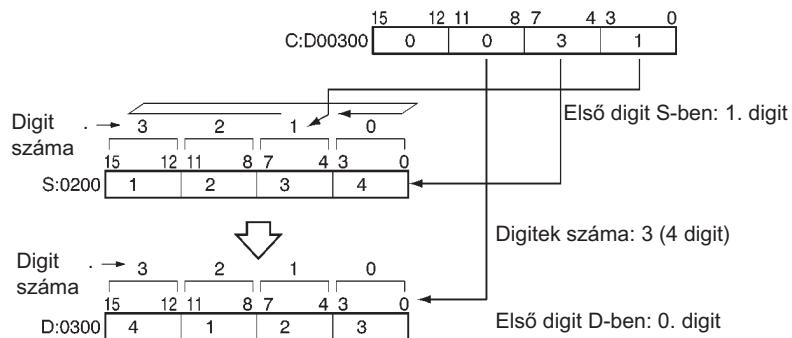 15 12 11 8 7 4 3 0
C:D00300 0 0 3 1
Első digit S-ben: 1. digit
Digit száma . 3 2 1 0
15 12 11 8 7 4 3 0
S:0200 1 2 3 4
Digitek száma: 3 (4 digit)
Digit száma . 3 2 1 0
15 12 11 8 7 4 3 0
Első digit D-ben: 0. digit
D:0300 4 1 2 3